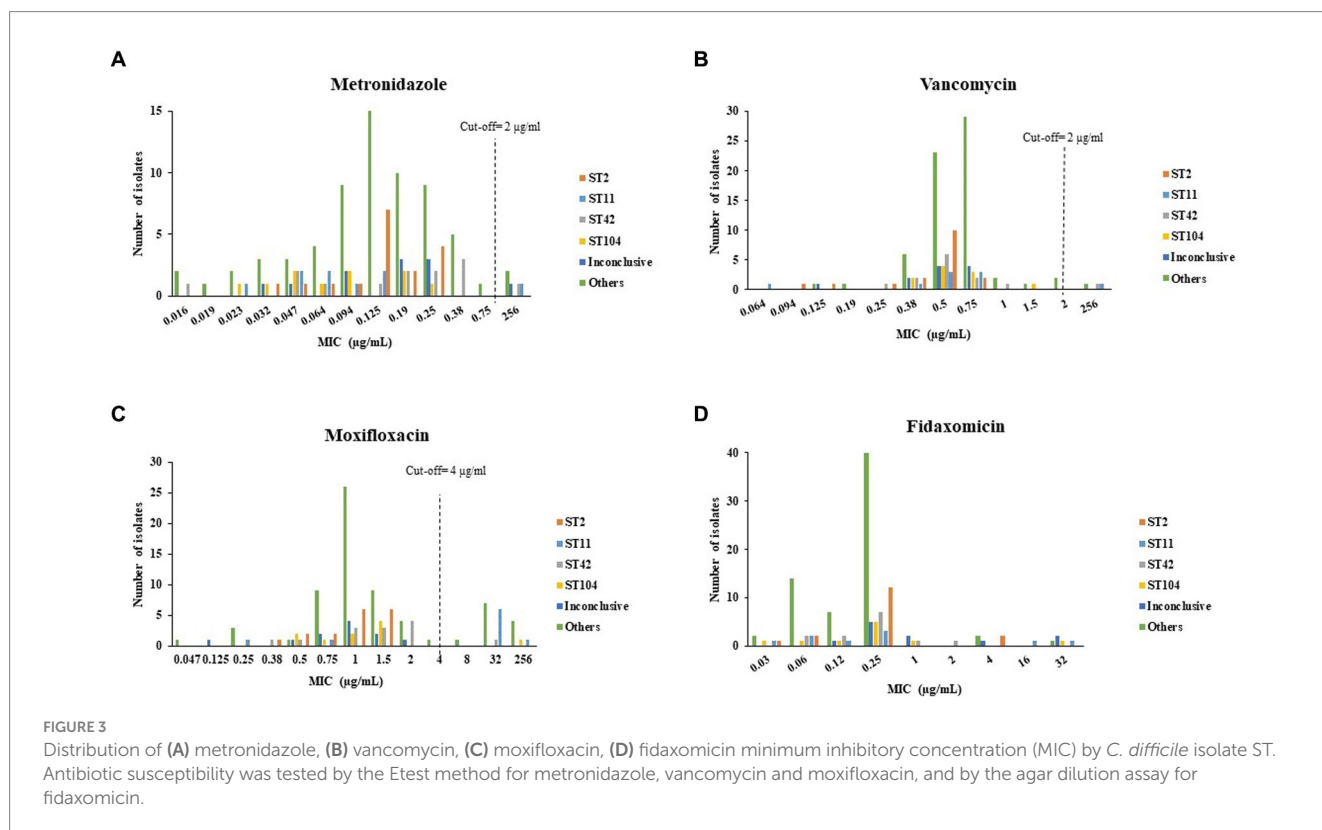 A
Metronidazole
15
10
5
0
Number of isolates
Cut-off= 2 µg/ml
0.016 0.019 0.023 0.032 0.047 0.064 0.094 0.125 0.19 0.25 0.38 0.75 256
MIC (µg/mL)
ST2
ST11
ST42
ST104
Inconclusive
Others
B
Vancomycin
30
25
20
15
10
5
0
Number of isolates
Cut-off= 2 µg/ml
0.064 0.094 0.125 0.19 0.25 0.38 0.5 0.75 1 1.5 2 256
MIC (µg/mL)
ST2
ST11
ST42
ST104
Inconclusive
Others
C
Moxifloxacin
30
25
20
15
10
5
0
Number of isolates
Cut-off= 4 µg/ml
0.047 0.125 0.25 0.38 0.5 0.75 1 1.5 2 4 8 32 256
MIC (µg/mL)
ST2
ST11
ST42
ST104
Inconclusive
Others
D
Fidaxomicin
40
30
20
10
0
Number of isolates
0.03 0.06 0.12 0.25 1 2 4 16 32
MIC (µg/mL)
ST2
ST11
ST42
ST104
Inconclusive
Others
FIGURE 3
Distribution of (A) metronidazole, (B) vancomycin, (C) moxifloxacin, (D) fidaxomicin minimum inhibitory concentration (MIC) by C. difficile isolate ST.
Antibiotic susceptibility was tested by the Etest method for metronidazole, vancomycin and moxifloxacin, and by the agar dilution assay for
fidaxomicin.